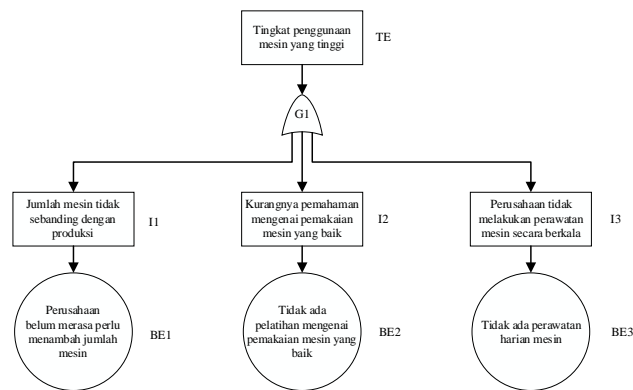 Tingkat penggunaan
mesin yang tinggi
TE
G1
Jumlah mesin tidak
sebanding dengan
produksi
I1
Kurangnya pemahaman
mengenai pemakaian
mesin yang baik
I2
Perusahaan tidak
melakukan perawatan
mesin secara berkala
I3
Perusahaan
belum merasa perlu
menambah jumlah
mesin
BE1
Tidak ada
pelatihan mengenai
pemakaian mesin yang
baik
BE2
Tidak ada perawatan
harian mesin
BE3